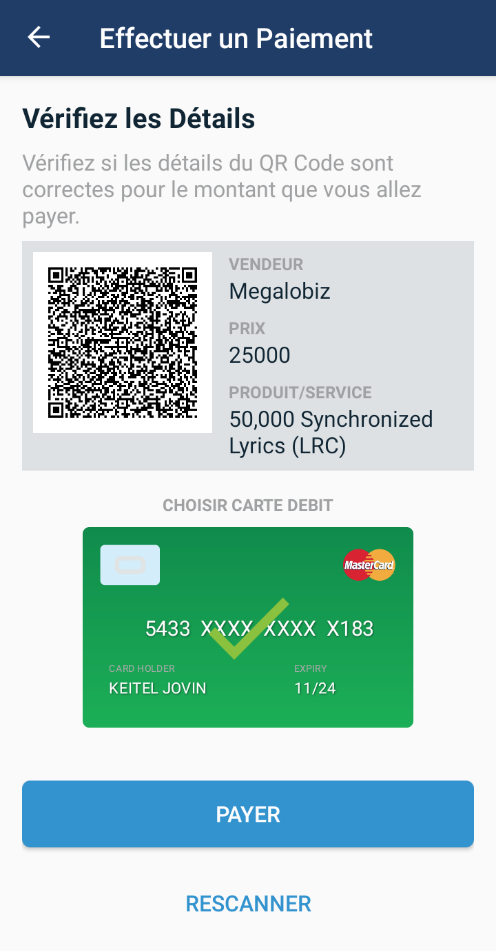 Effectuer un Paiement
Vérifiez les Détails
Vérifiez si les détails du QR Code sont
correctes pour le montant que vous allez
payer.
VENDEUR
Megalobiz
PRIX
25000
PRODUIT/SERVICE
50,000 Synchronized
Lyrics (LRC)
CHOISIR CARTE DEBIT
MasterCard
5433 XXXX XXXX X183
CARD HOLDER
EXPIRY
KEITEL JOVIN
11/24
PAYER
RESCANNER